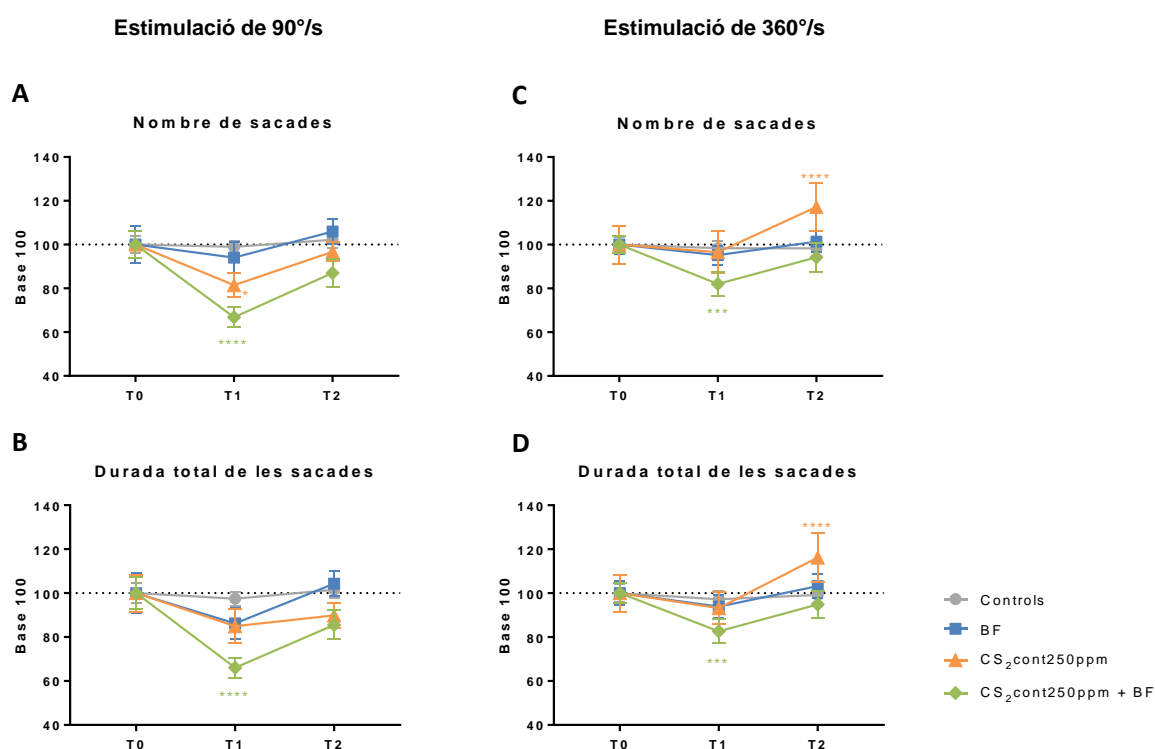 Estimulació de 90°/s
Estimulació de 360°/s
A
Nombre de sacades
Base 100
140
120
100
80
60
40
*
****
T0 T1 T2
C
Nombre de sacades
Base 100
140
120
100
80
60
40
****
***
T0 T1 T2
B
Durada total de les sacades
Base 100
140
120
100
80
60
40
****
T0 T1 T2
D
Durada total de les sacades
Base 100
140
120
100
80
60
40
****
***
T0 T1 T2
Controls
BF
CS₂cont250ppm
CS₂cont250ppm + BF